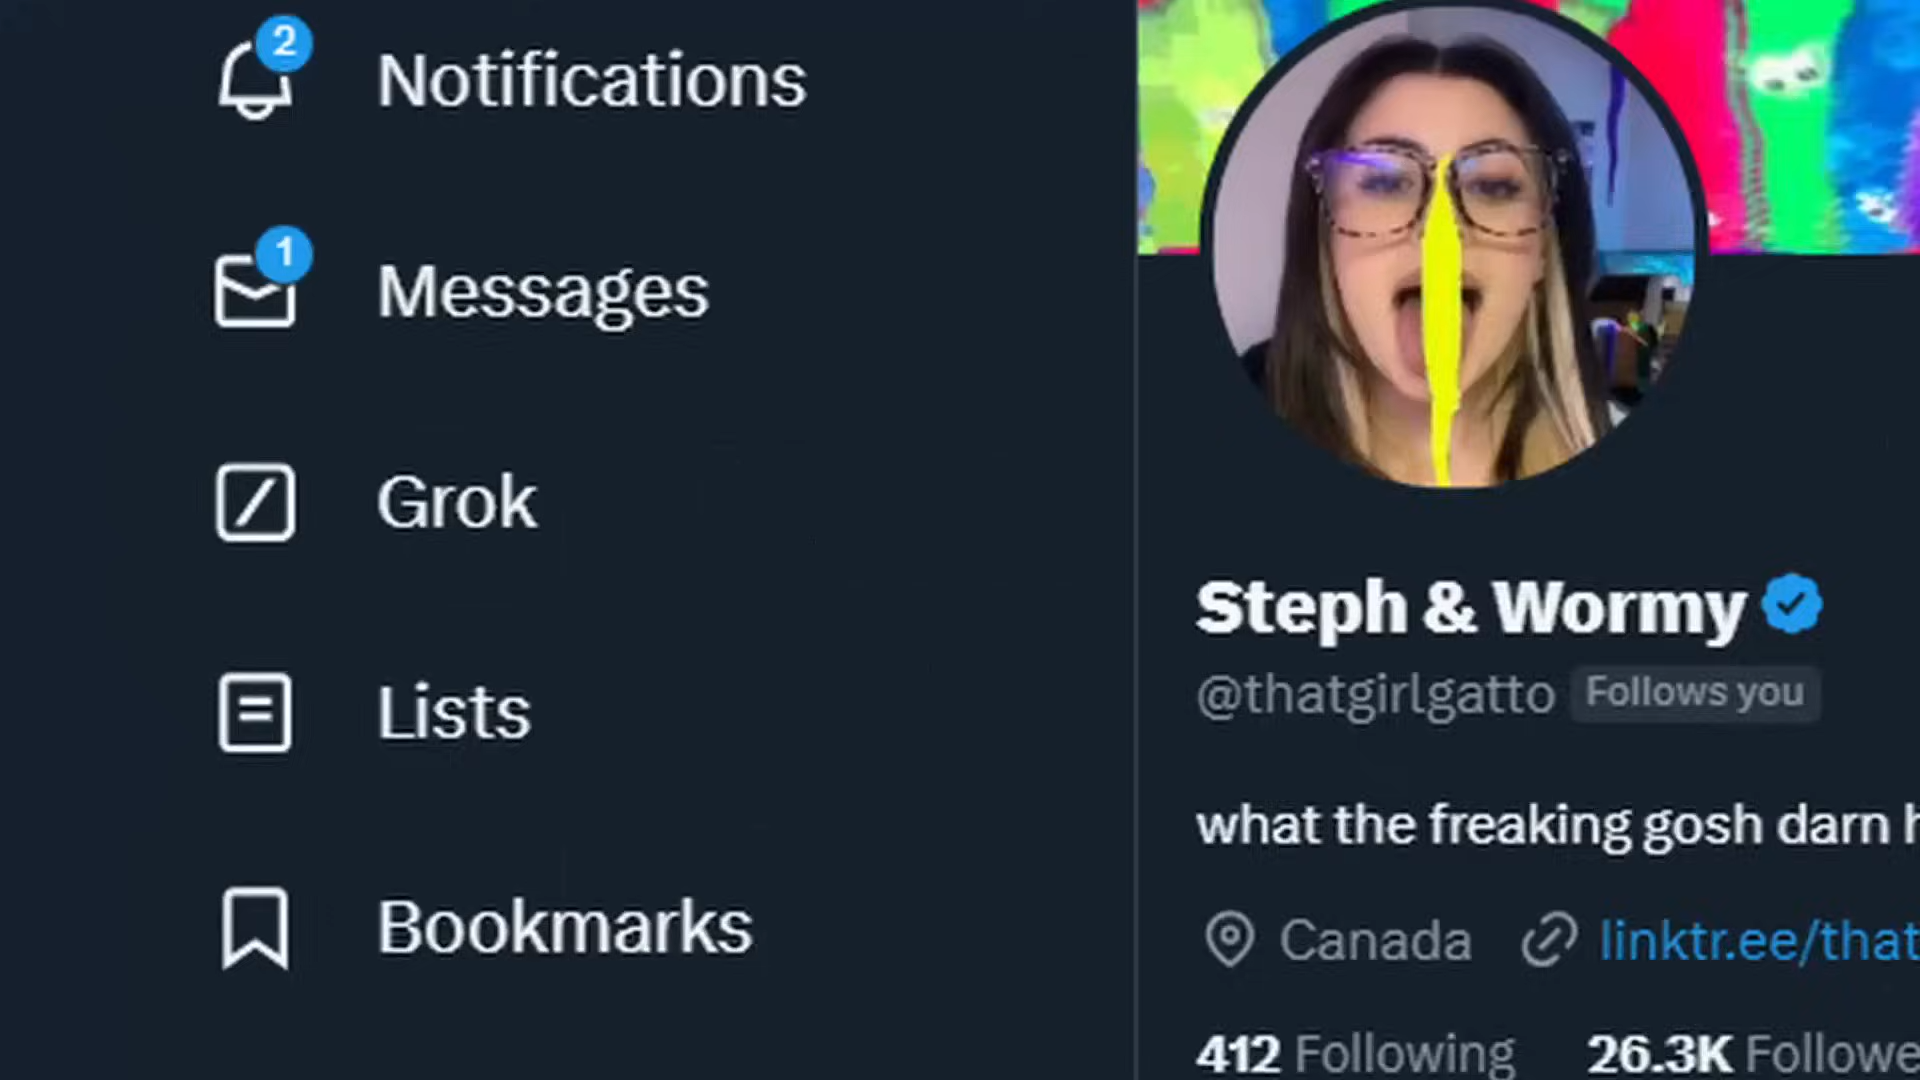 2
Notifications
1
Messages
Grok
Lists
Bookmarks
Steph & Wormy
@thatgirlgatto Follows you
what the freaking gosh darn
Canada linktr.ee/that
412 Following 26.3K Followe